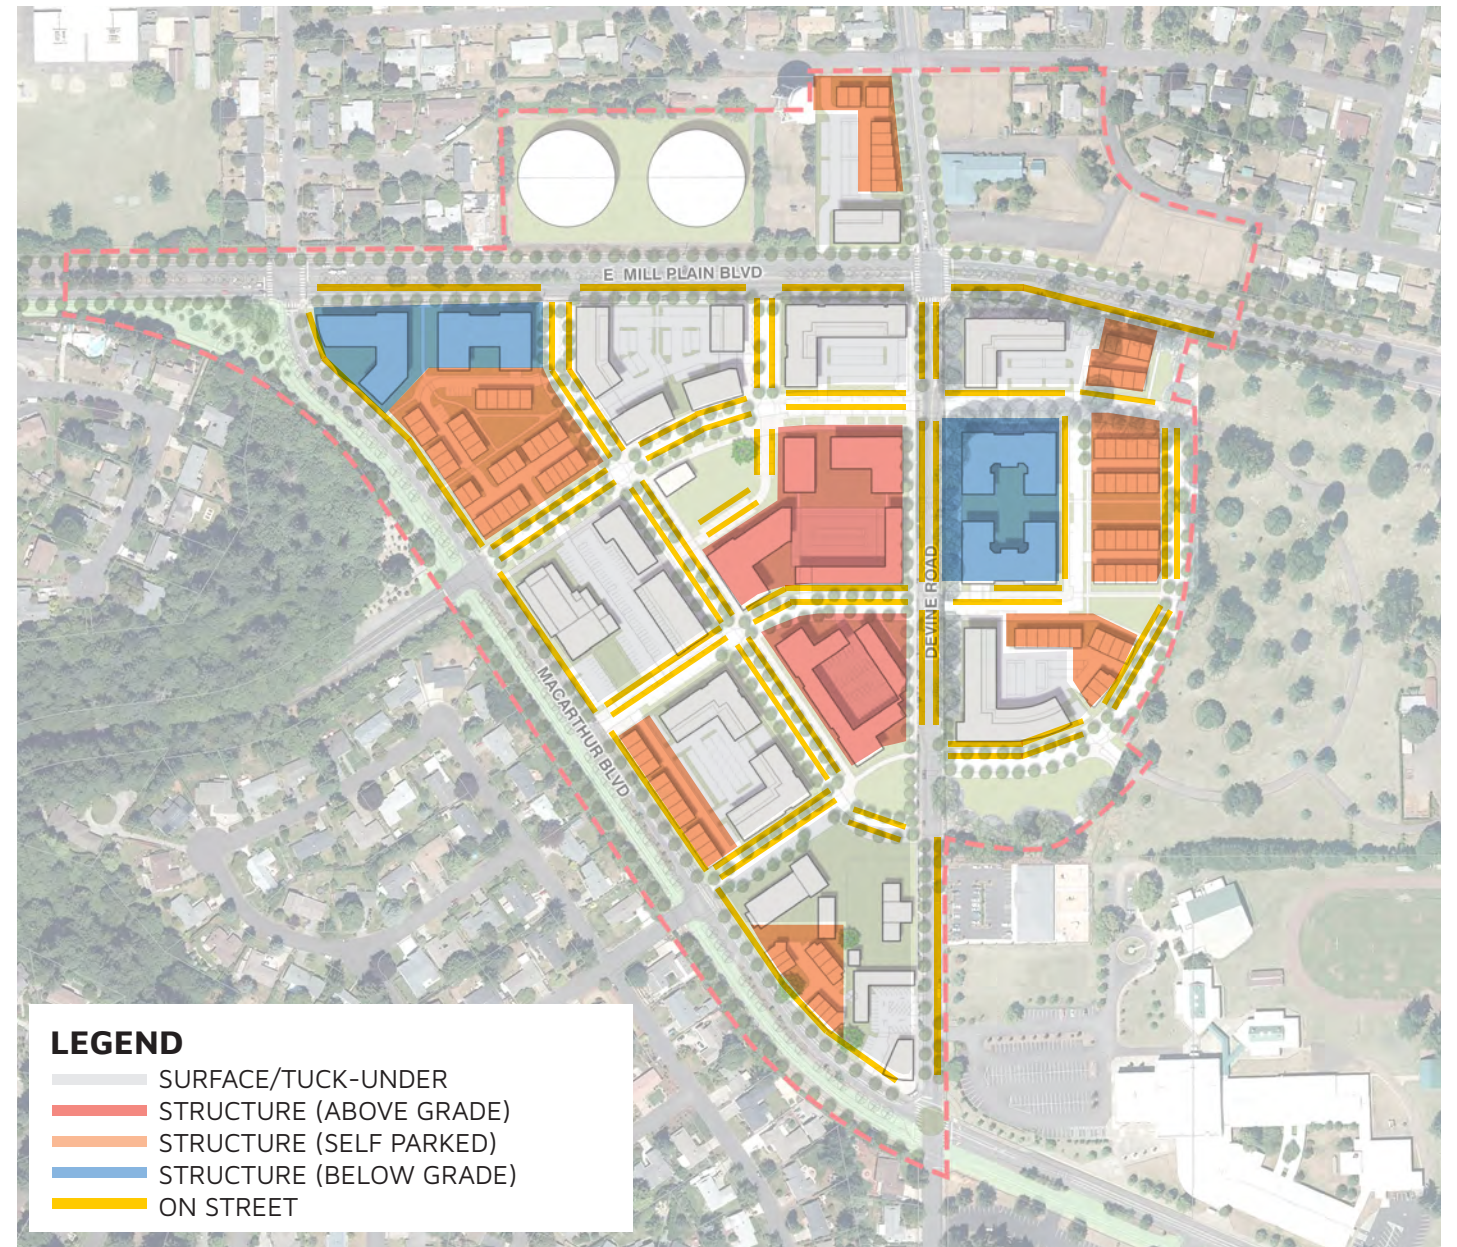 E MILL PLAIN BLVD
DEVINE ROAD
MACARTHUR BLVD
LEGEND
SURFACE/TUCK-UNDER
STRUCTURE (ABOVE GRADE)
STRUCTURE (SELF PARKED)
STRUCTURE (BELOW GRADE)
ON STREET